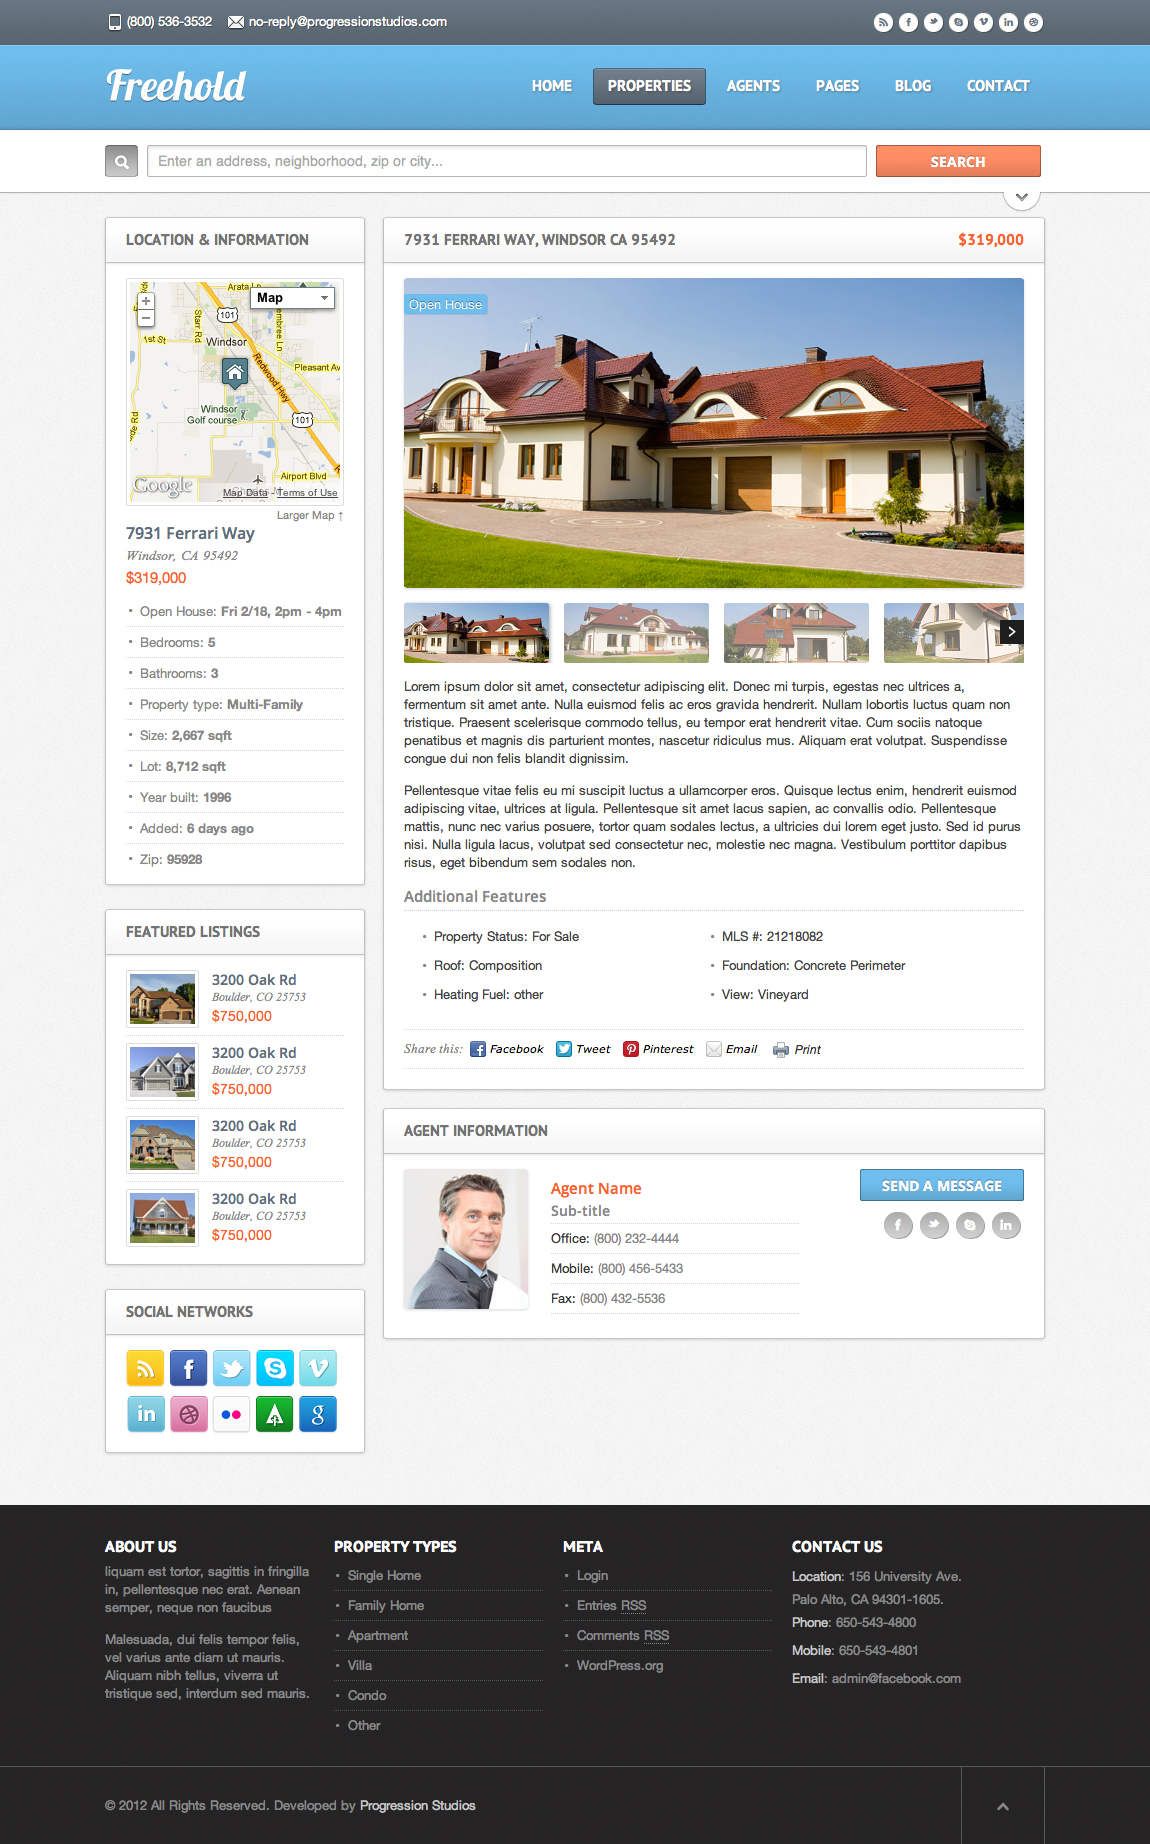 (800) 536-3532 no-reply@progressionstudios.com
Freehold
HOME PROPERTIES AGENTS PAGES BLOG CONTACT
Enter an address, neighborhood, zip or city...
SEARCH
LOCATION & INFORMATION
Arata Ln
Map
101
Starr Rd
Windsor
1st St
Pleasant Av
Redwood Hwy
Windsor
Golf course
101
Airport Blvd
Google
Map Data - Terms of Use
Larger Map ↑
7931 Ferrari Way
Windsor, CA 95492
$319,000
Open House: Fri 2/18, 2pm - 4pm
Bedrooms: 5
Bathrooms: 3
Property type: Multi-Family
Size: 2,667 sqft
Lot: 8,712 sqft
Year built: 1996
Added: 6 days ago
Zip: 95928
FEATURED LISTINGS
3200 Oak Rd
Boulder, CO 25753
$750,000
3200 Oak Rd
Boulder, CO 25753
$750,000
3200 Oak Rd
Boulder, CO 25753
$750,000
3200 Oak Rd
Boulder, CO 25753
$750,000
SOCIAL NETWORKS
7931 FERRARI WAY, WINDSOR CA 95492 $319,000
Open House
Lorem ipsum dolor sit amet, consectetur adipiscing elit. Donec mi turpis, egestas nec ultrices a,
fermentum sit amet ante. Nulla euismod felis ac eros gravida hendrerit. Nullam lobortis luctus quam non
tristique. Praesent scelerisque commodo tellus, eu tempor erat hendrerit vitae. Cum sociis natoque
penatibus et magnis dis parturient montes, nascetur ridiculus mus. Aliquam erat volutpat. Suspendisse
congue dui non felis blandit dignissim.
Pellentesque vitae felis eu mi suscipit luctus a ullamcorper eros. Quisque lectus enim, hendrerit euismod
adipiscing vitae, ultrices at ligula. Pellentesque sit amet lacus sapien, ac convallis odio. Pellentesque
mattis, nunc nec varius posuere, tortor quam sodales lectus, a ultricies dui lorem eget justo. Sed id purus
nisi. Nulla ligula lacus, volutpat sed consectetur nec, molestie nec magna. Vestibulum porttitor dapibus
risus, eget bibendum sem sodales non.
Additional Features
Property Status: For Sale
MLS #: 21218082
Roof: Composition
Foundation: Concrete Perimeter
Heating Fuel: other
View: Vineyard
Share this: Facebook Tweet Pinterest Email Print
AGENT INFORMATION
Agent Name
Sub-title
Office: (800) 232-4444
Mobile: (800) 456-5433
Fax: (800) 432-5536
SEND A MESSAGE
ABOUT US
liquam est tortor, sagittis in fringilla
in, pellentesque nec erat. Aenean
semper, neque non faucibus
Malesuada, dui felis tempor felis,
vel varius ante diam ut mauris.
Aliquam nibh tellus, viverra ut
tristique sed, interdum sed mauris.
PROPERTY TYPES
Single Home
Family Home
Apartment
Villa
Condo
Other
META
Login
Entries RSS
Comments RSS
WordPress.org
CONTACT US
Location: 156 University Ave.
Palo Alto, CA 94301-1605.
Phone: 650-543-4800
Mobile: 650-543-4801
Email: admin@facebook.com
© 2012 All Rights Reserved. Developed by Progression Studios